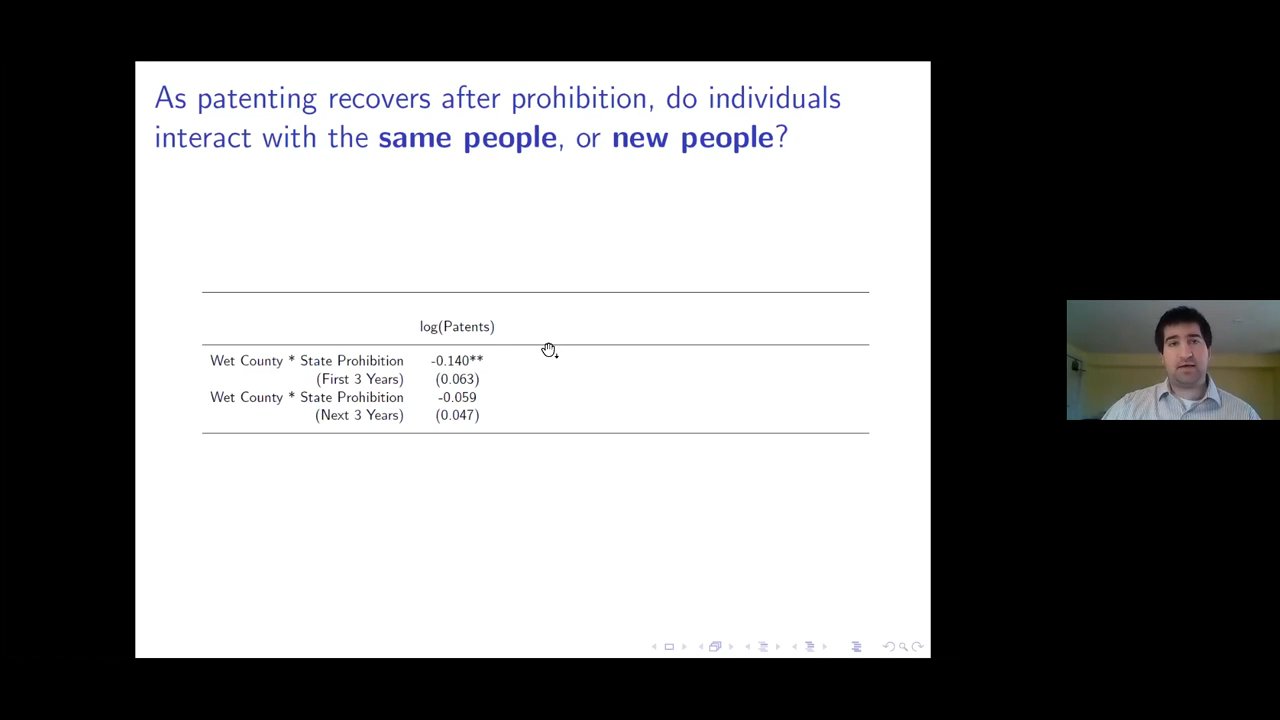 As patenting recovers after prohibition, do individuals
interact with the same people, or new people?
log(Patents)
Wet County * State Prohibition -0.140**
(First 3 Years) (0.063)
Wet County * State Prohibition -0.059
(Next 3 Years) (0.047)